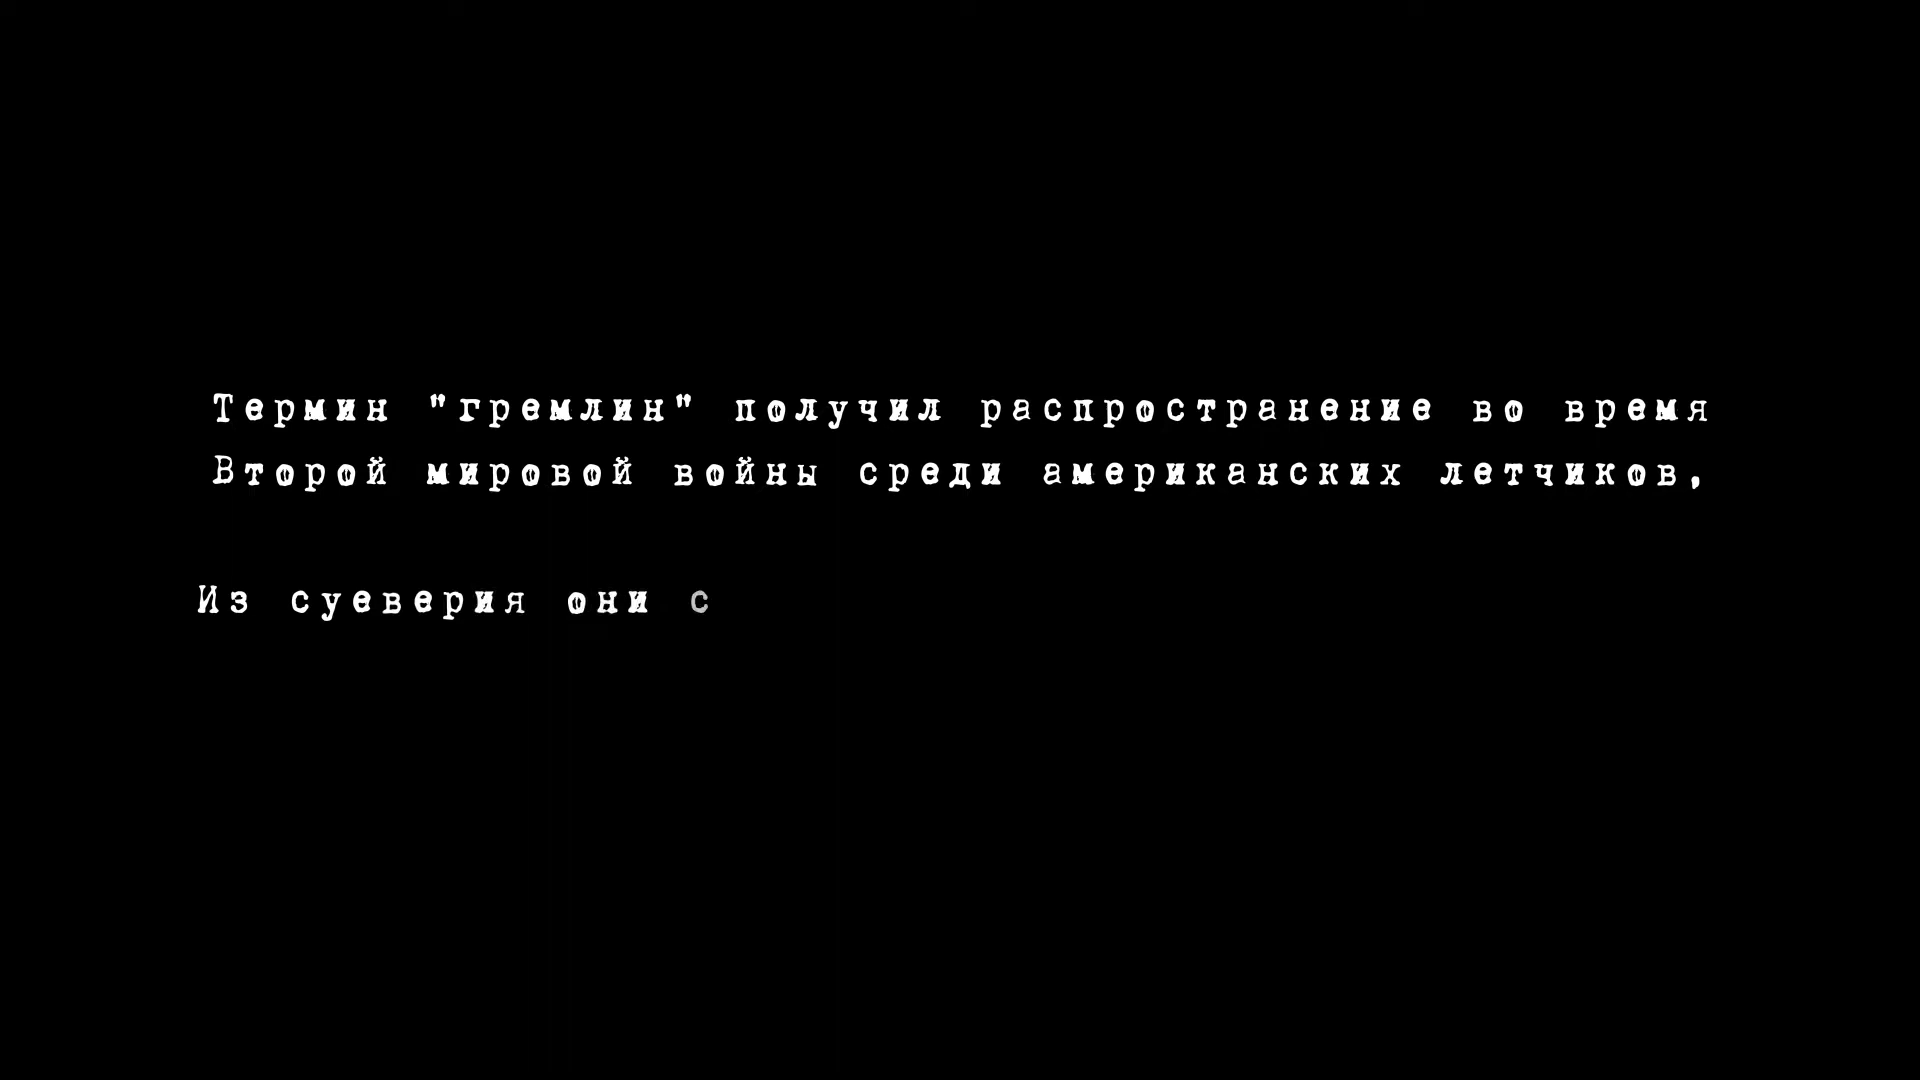 Термин "гремлин" получил распространение во время
Второй мировой войны среди американских летчиков,
Из суеверия они с